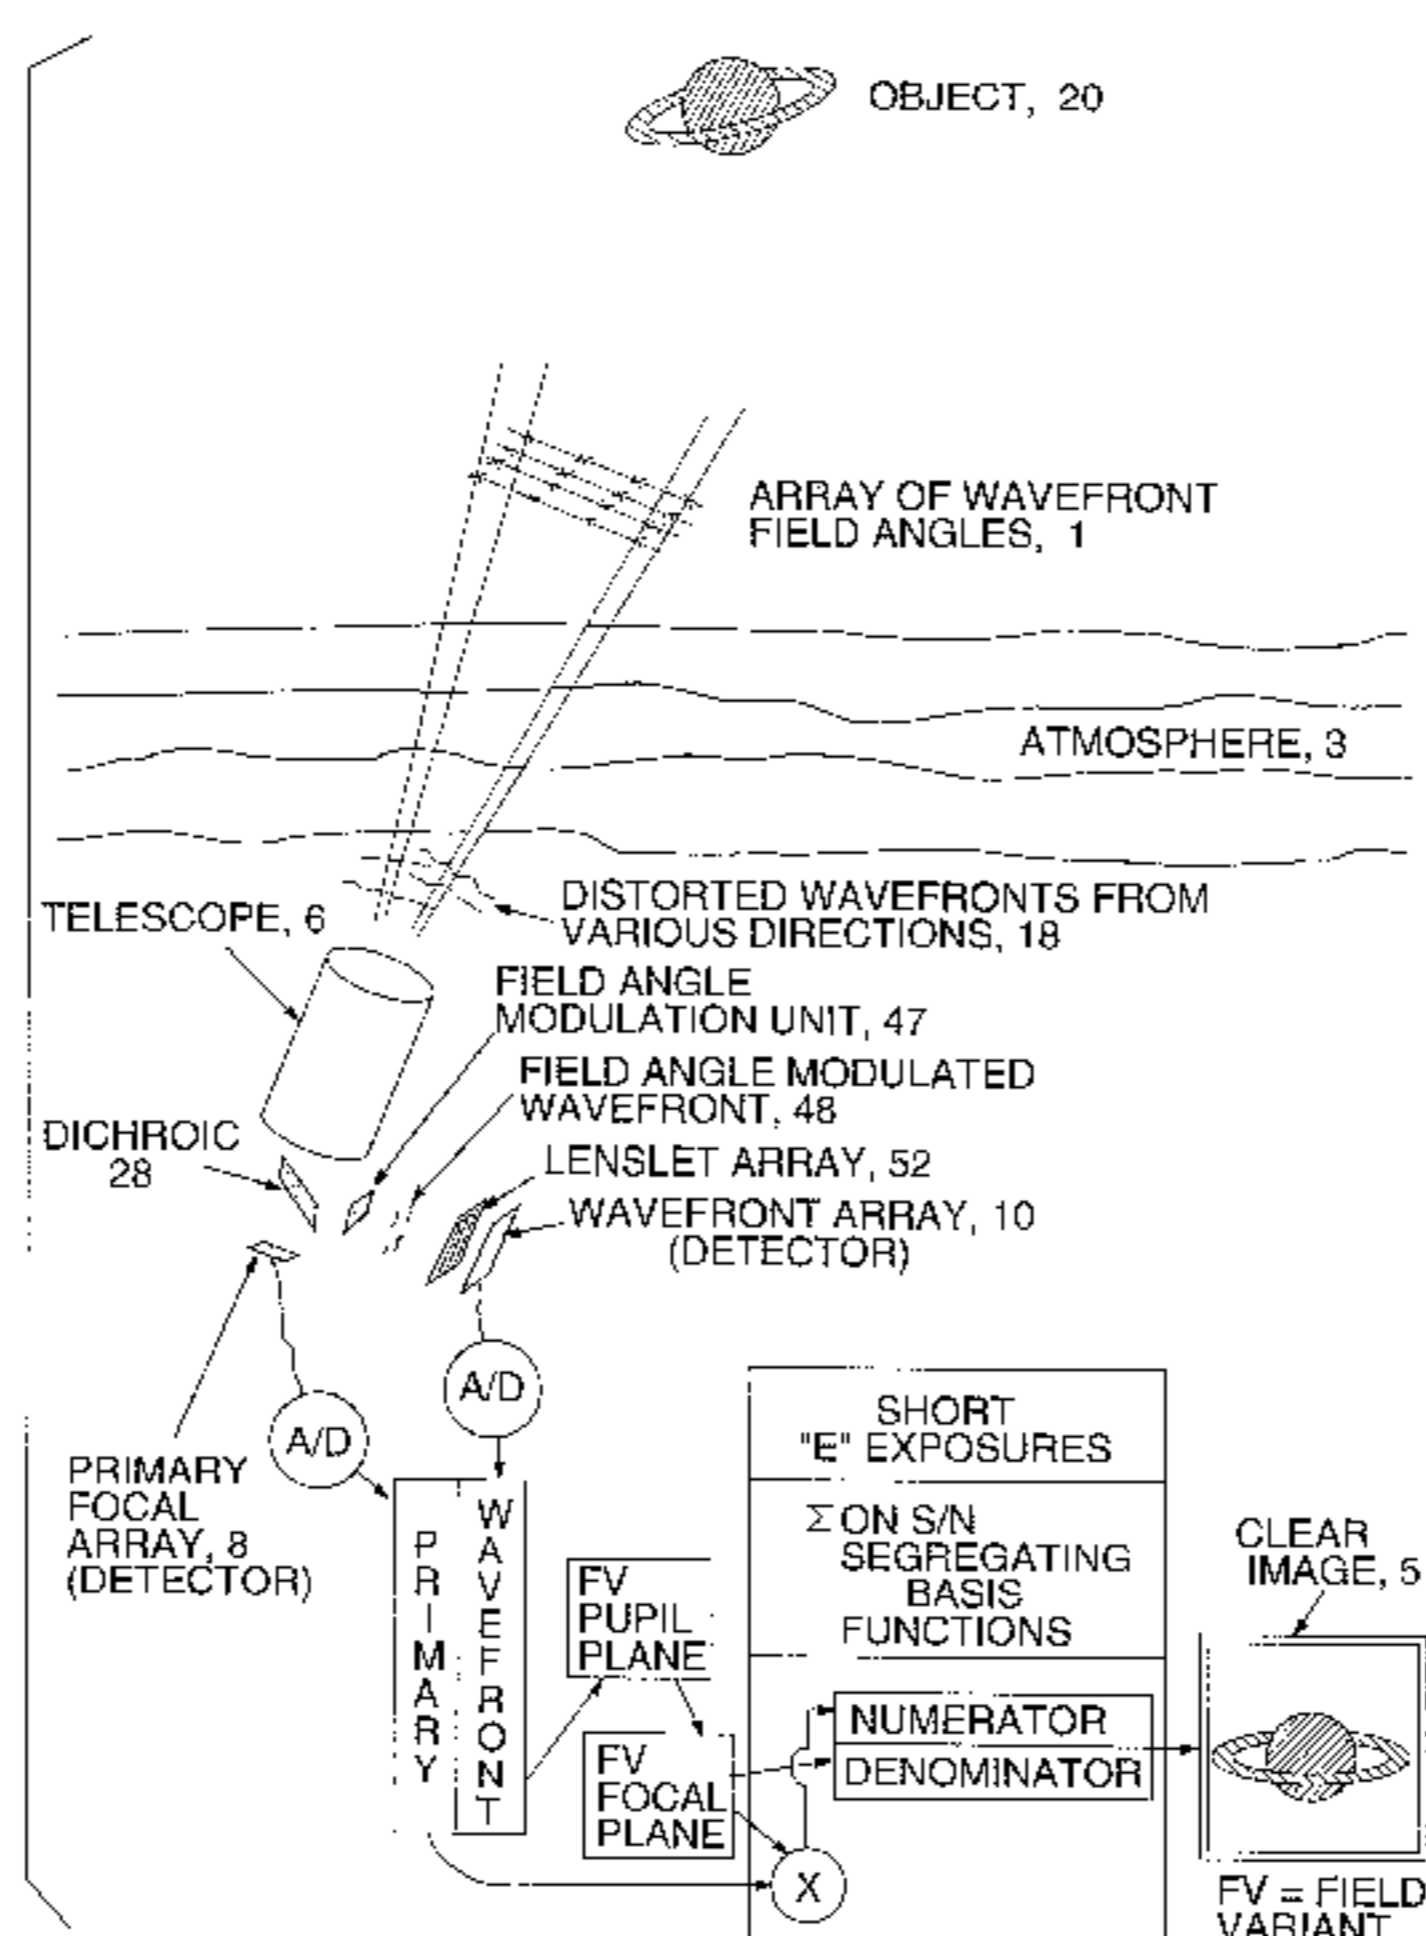 OBJECT, 20
ARRAY OF WAVEFRONT
FIELD ANGLES, 1
ATMOSPHERE, 3
DISTORTED WAVEFRONTS FROM
VARIOUS DIRECTIONS, 18
TELESCOPE, 6
FIELD ANGLE
MODULATION UNIT, 47
FIELD ANGLE MODULATED
WAVEFRONT, 48
DICHROIC
28
LENSLET ARRAY, 52
WAVEFRONT ARRAY, 10
(DETECTOR)
A/D
A/D
PRIMARY
FOCAL
ARRAY, 8
(DETECTOR)
PRIMARY
WAVEFRONT
FV
PUPIL
PLANE
FV
FOCAL
PLANE
SHORT
"E" EXPOSURES
Σ ON S/N
SEGREGATING
BASIS
FUNCTIONS
NUMERATOR
DENOMINATOR
X
CLEAR
IMAGE, 5
FV = FIELD
VARIANT